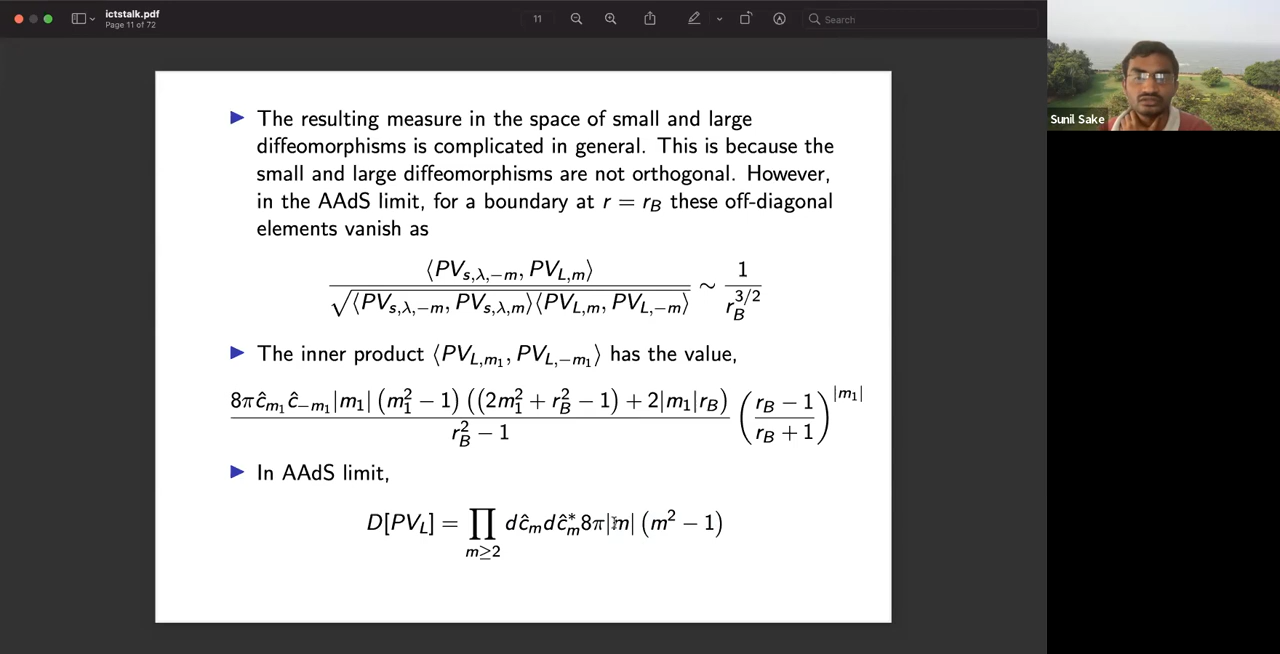 ictstalk.pdf
Page 11 of 72
11
Search
Sunil Sake
▶ The resulting measure in the space of small and large
diffeomorphisms is complicated in general. This is because the
small and large diffeomorphisms are not orthogonal. However,
in the AAdS limit, for a boundary at r = r_B these off-diagonal
elements vanish as
⟨PV_{s,λ,−m}, PV_{L,m}⟩ / √(⟨PV_{s,λ,−m}, PV_{s,λ,m}⟩⟨PV_{L,m}, PV_{L,−m}⟩) ∼ 1 / r_B^{3/2}
▶ The inner product ⟨PV_{L,m_1}, PV_{L,−m_1}⟩ has the value,
8πĉ_{m_1}ĉ_{−m_1}|m_1| (m_1^2 − 1) ((2m_1^2 + r_B^2 − 1) + 2|m_1|r_B) / (r_B^2 − 1) ((r_B − 1) / (r_B + 1))^{|m_1|}
▶ In AAdS limit,
D[PV_L] = ∏_{m≥2} dĉ_m dĉ_m^* 8π|m| (m^2 − 1)